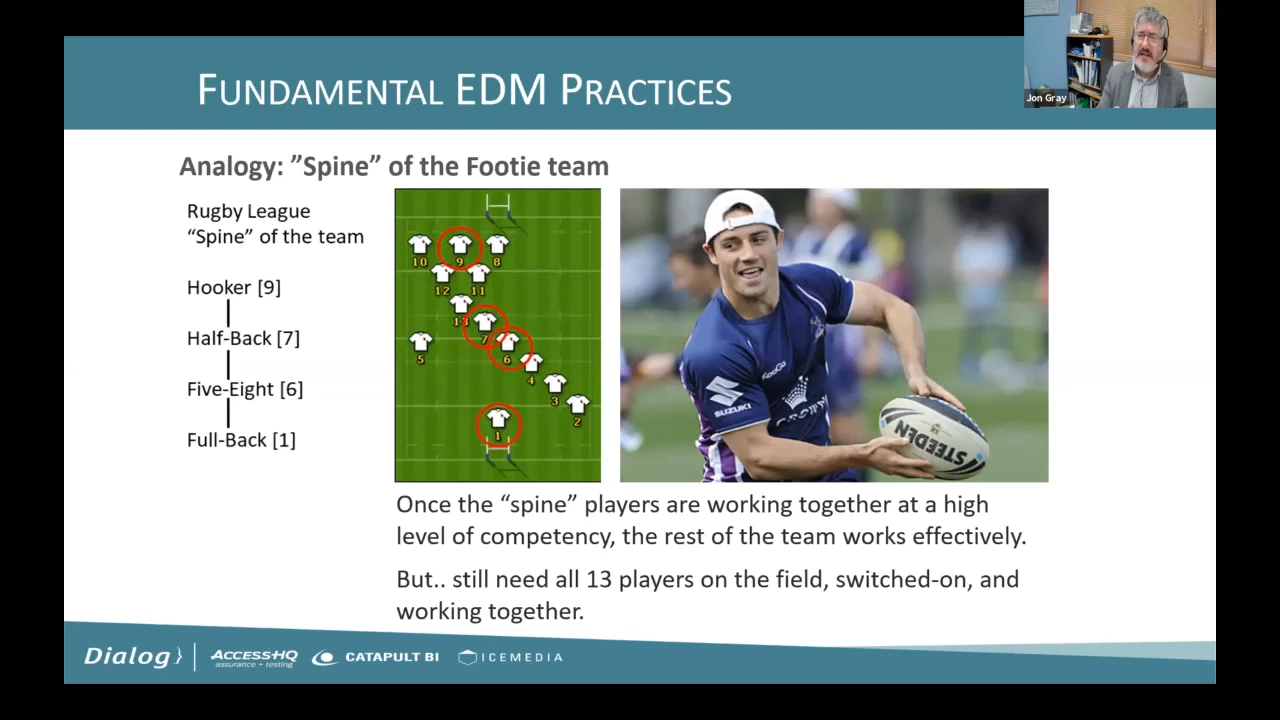 FUNDAMENTAL EDM PRACTICES
Jon Gray
Analogy: ”Spine” of the Footie team
Rugby League
“Spine” of the team
Hooker [9]
Half-Back [7]
Five-Eight [6]
Full-Back [1]
10 9 8
12 11
13
7
5 6
4
3
2
1
KooGa
SUZUKI
CROWN
STEEDEN
Once the “spine” players are working together at a high
level of competency, the rest of the team works effectively.
But.. still need all 13 players on the field, switched-on, and
working together.
Dialog} ACCESSHQ CATAPULT BI ICEMEDIA
assurance + testing